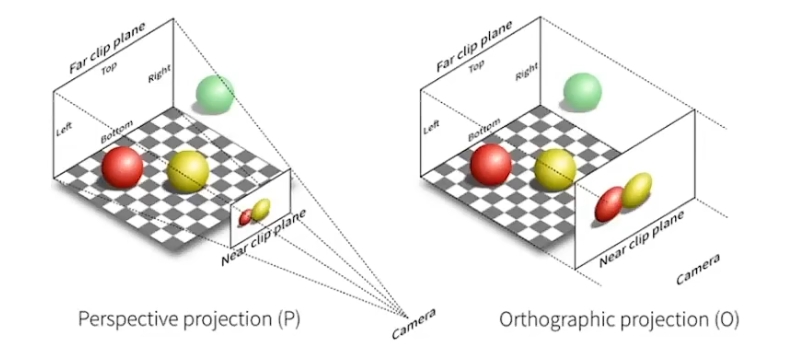 Far clip plane
Top
Right
Left
Bottom
Near clip plane
Camera
Perspective projection (P)
Far clip plane
Top
Right
Left
Bottom
Near clip plane
Camera
Orthographic projection (O)